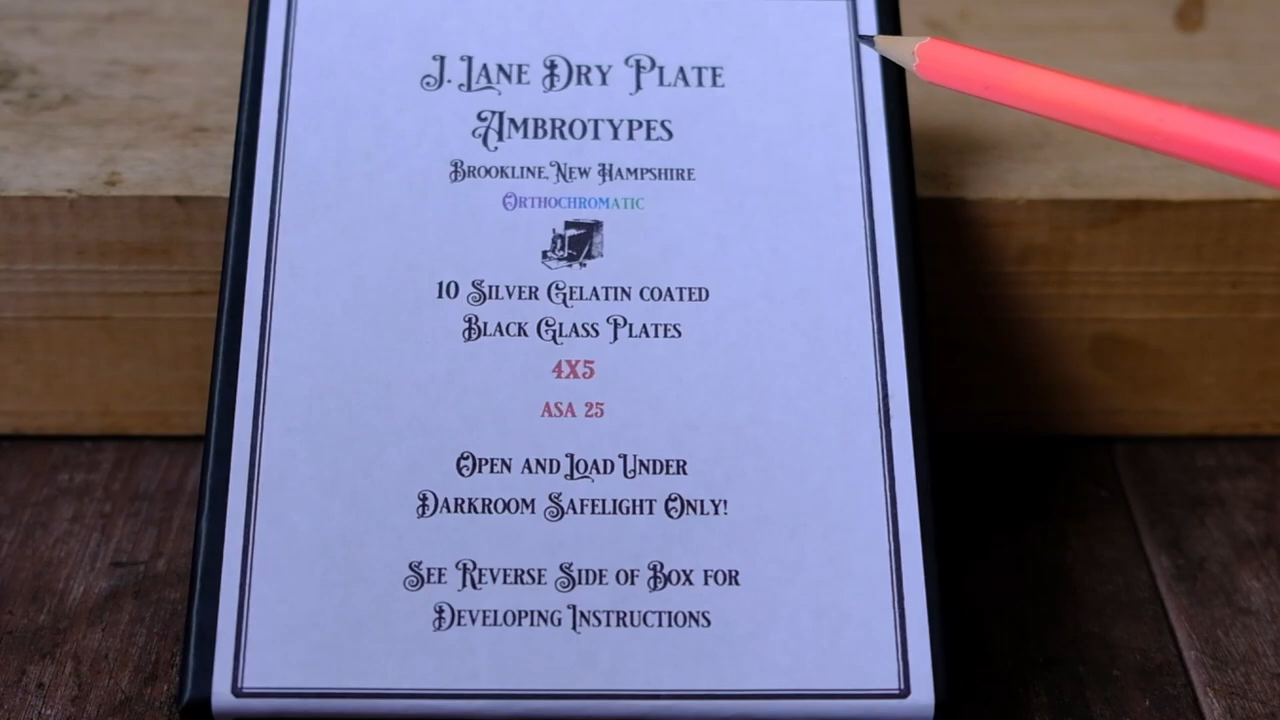 J. Lane Dry Plate
Ambrotypes
Brookline, New Hampshire
Orthochromatic
10 Silver Gelatin coated
Black Glass Plates
4X5
ASA 25
Open and Load Under
Darkroom Safelight Only!
See Reverse Side of Box for
Developing Instructions